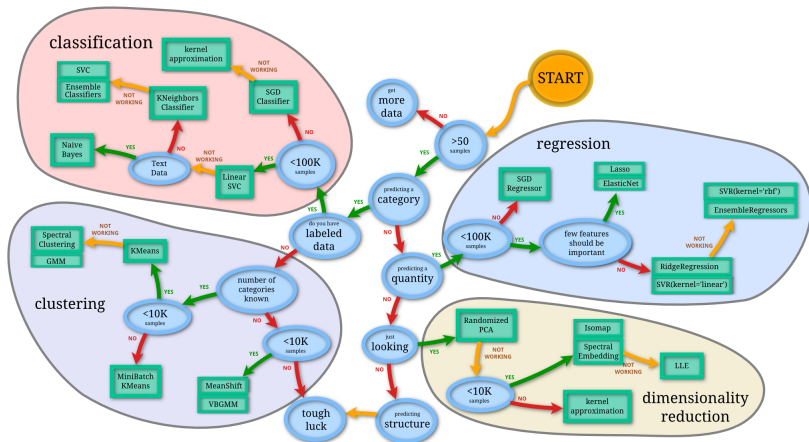 classification
kernel
approximation
NOT
WORKING
SVC
Ensemble
Classifiers
NOT
WORKING
KNeighbors
Classifier
SGD
Classifier
NO
NO
Naive
Bayes
YES
Text
Data
NOT
WORKING
Linear
SVC
YES
<100K
samples
YES
START
get
more
data
NO
>50
samples
YES
predicting a
category
YES
NO
do you have
labeled
data
NO
predicting a
quantity
YES
NO
just
looking
YES
NO
predicting
structure
tough
luck
regression
SGD
Regressor
NO
<100K
samples
YES
few features
should be
important
YES
Lasso
ElasticNet
NO
RidgeRegression
SVR(kernel='linear')
NOT
WORKING
SVR(kernel='rbf')
EnsembleRegressors
clustering
Spectral
Clustering
GMM
NOT
WORKING
KMeans
YES
<10K
samples
YES
number of
categories
known
NO
NO
MiniBatch
KMeans
<10K
samples
YES
MeanShift
VBGMM
NO
Randomized
PCA
NOT
WORKING
<10K
samples
YES
Isomap
Spectral
Embedding
NOT
WORKING
LLE
NO
kernel
approximation
dimensionality
reduction